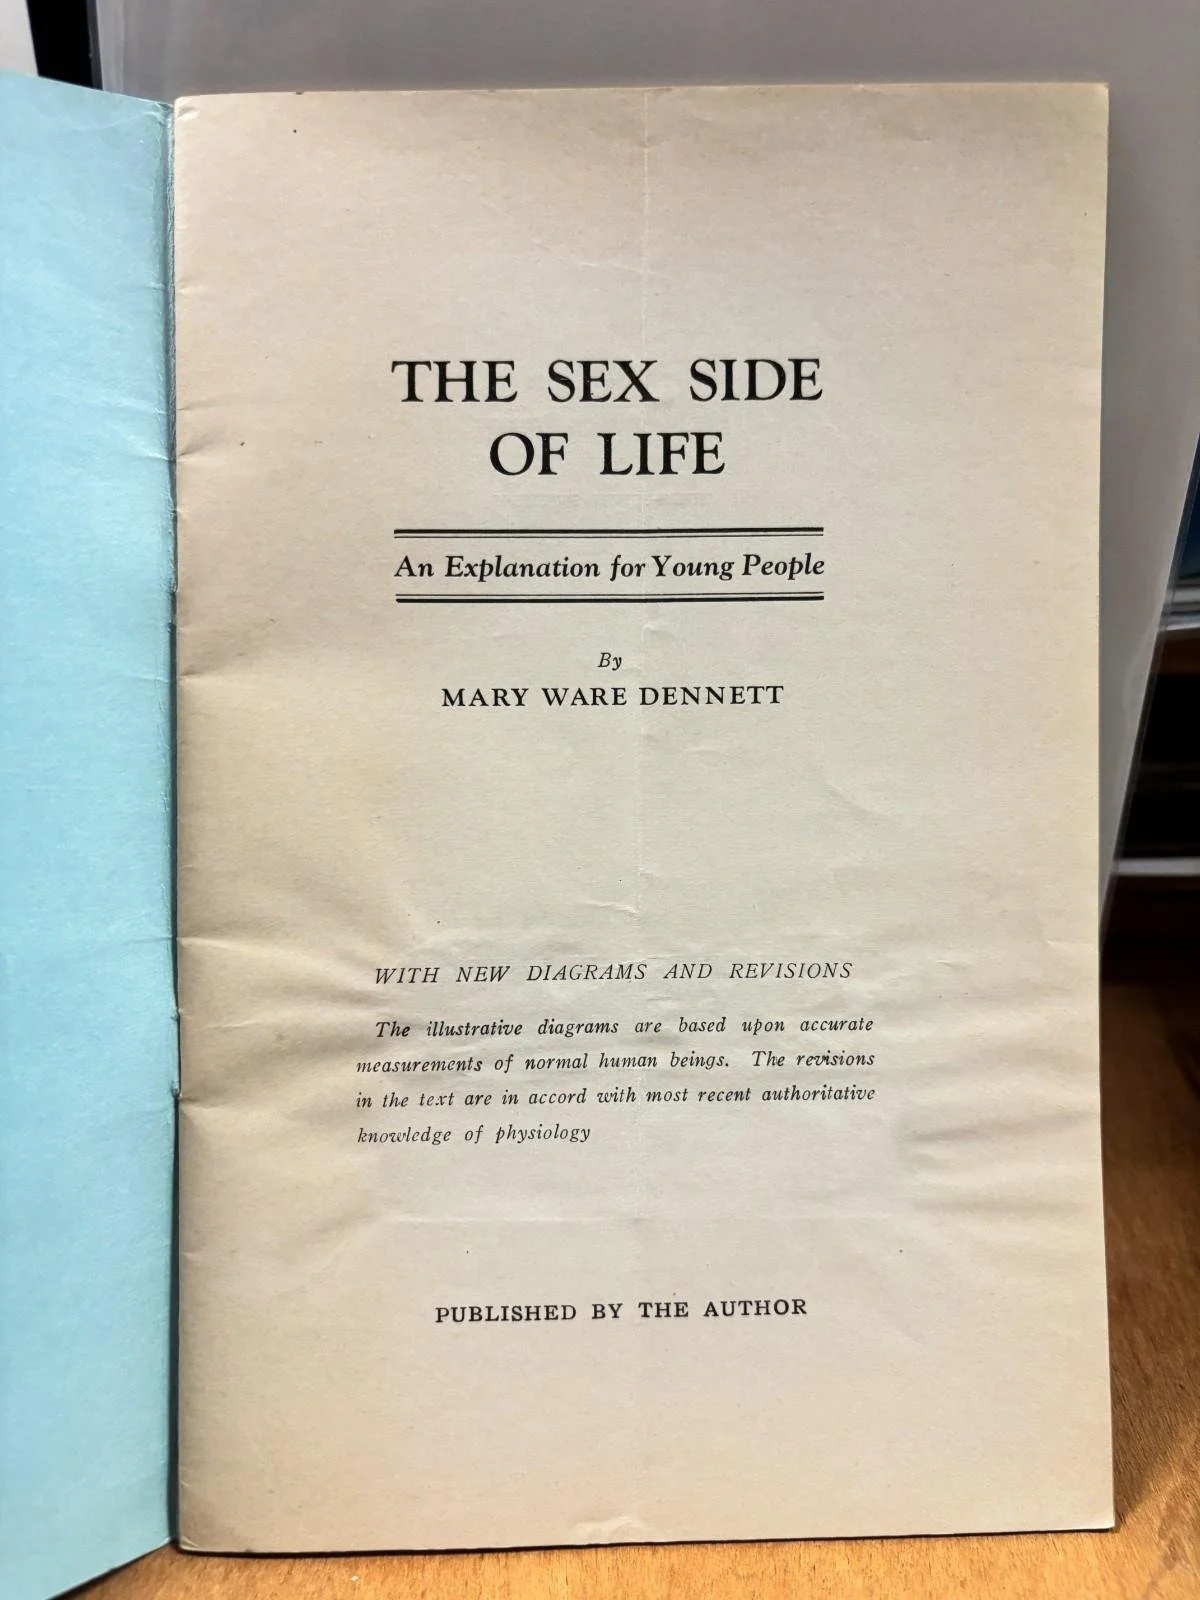 THE SEX SIDE
OF LIFE
An Explanation for Young People
By
MARY WARE DENNETT
WITH NEW DIAGRAMS AND REVISIONS
The illustrative diagrams are based upon accurate
measurements of normal human beings. The revisions
in the text are in accord with most recent authoritative
knowledge of physiology
PUBLISHED BY THE AUTHOR